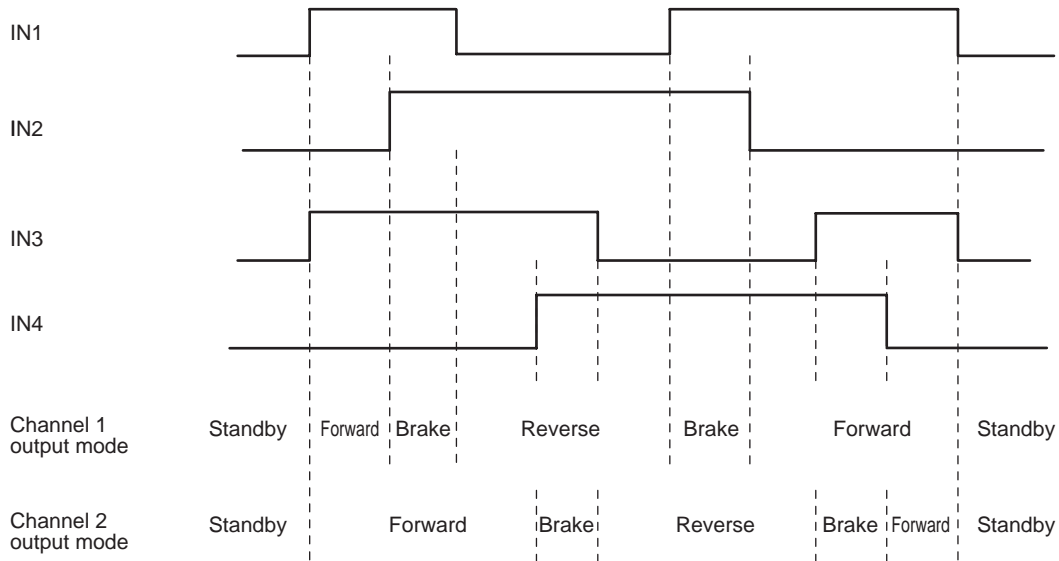 IN1
IN2
IN3
IN4
Channel 1
output mode
Standby Forward Brake Reverse Brake Forward Standby
Channel 2
output mode
Standby Forward Brake Reverse Brake Forward Standby